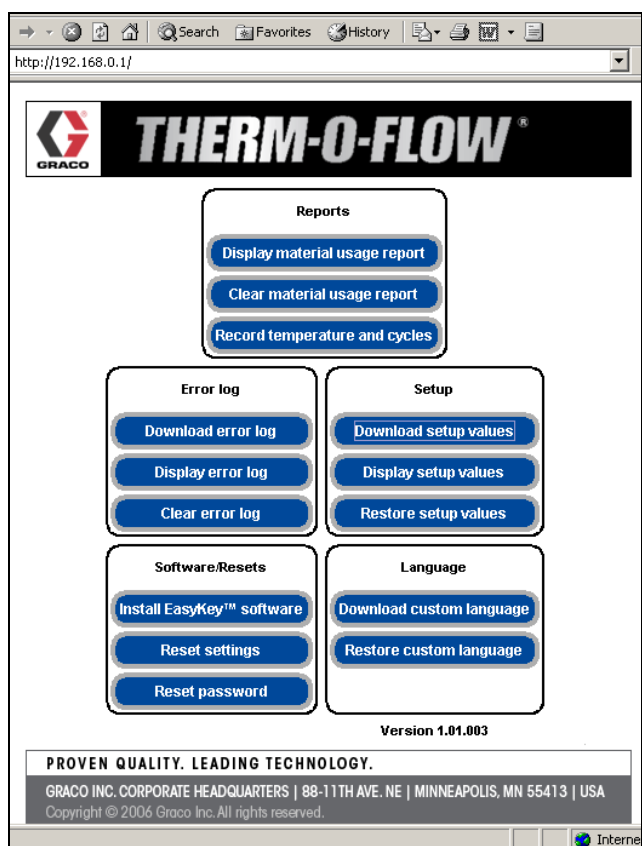 Search Favorites History
http://192.168.0.1/
GRACO THERM-O-FLOW®
Reports
Display material usage report
Clear material usage report
Record temperature and cycles
Error log
Download error log
Display error log
Clear error log
Setup
Download setup values
Display setup values
Restore setup values
Software/Resets
Install EasyKey™ software
Reset settings
Reset password
Language
Download custom language
Restore custom language
Version 1.01.003
PROVEN QUALITY. LEADING TECHNOLOGY.
GRACO INC. CORPORATE HEADQUARTERS | 88-11TH AVE. NE | MINNEAPOLIS, MN 55413 | USA
Copyright © 2006 Graco Inc. All rights reserved.
Interne